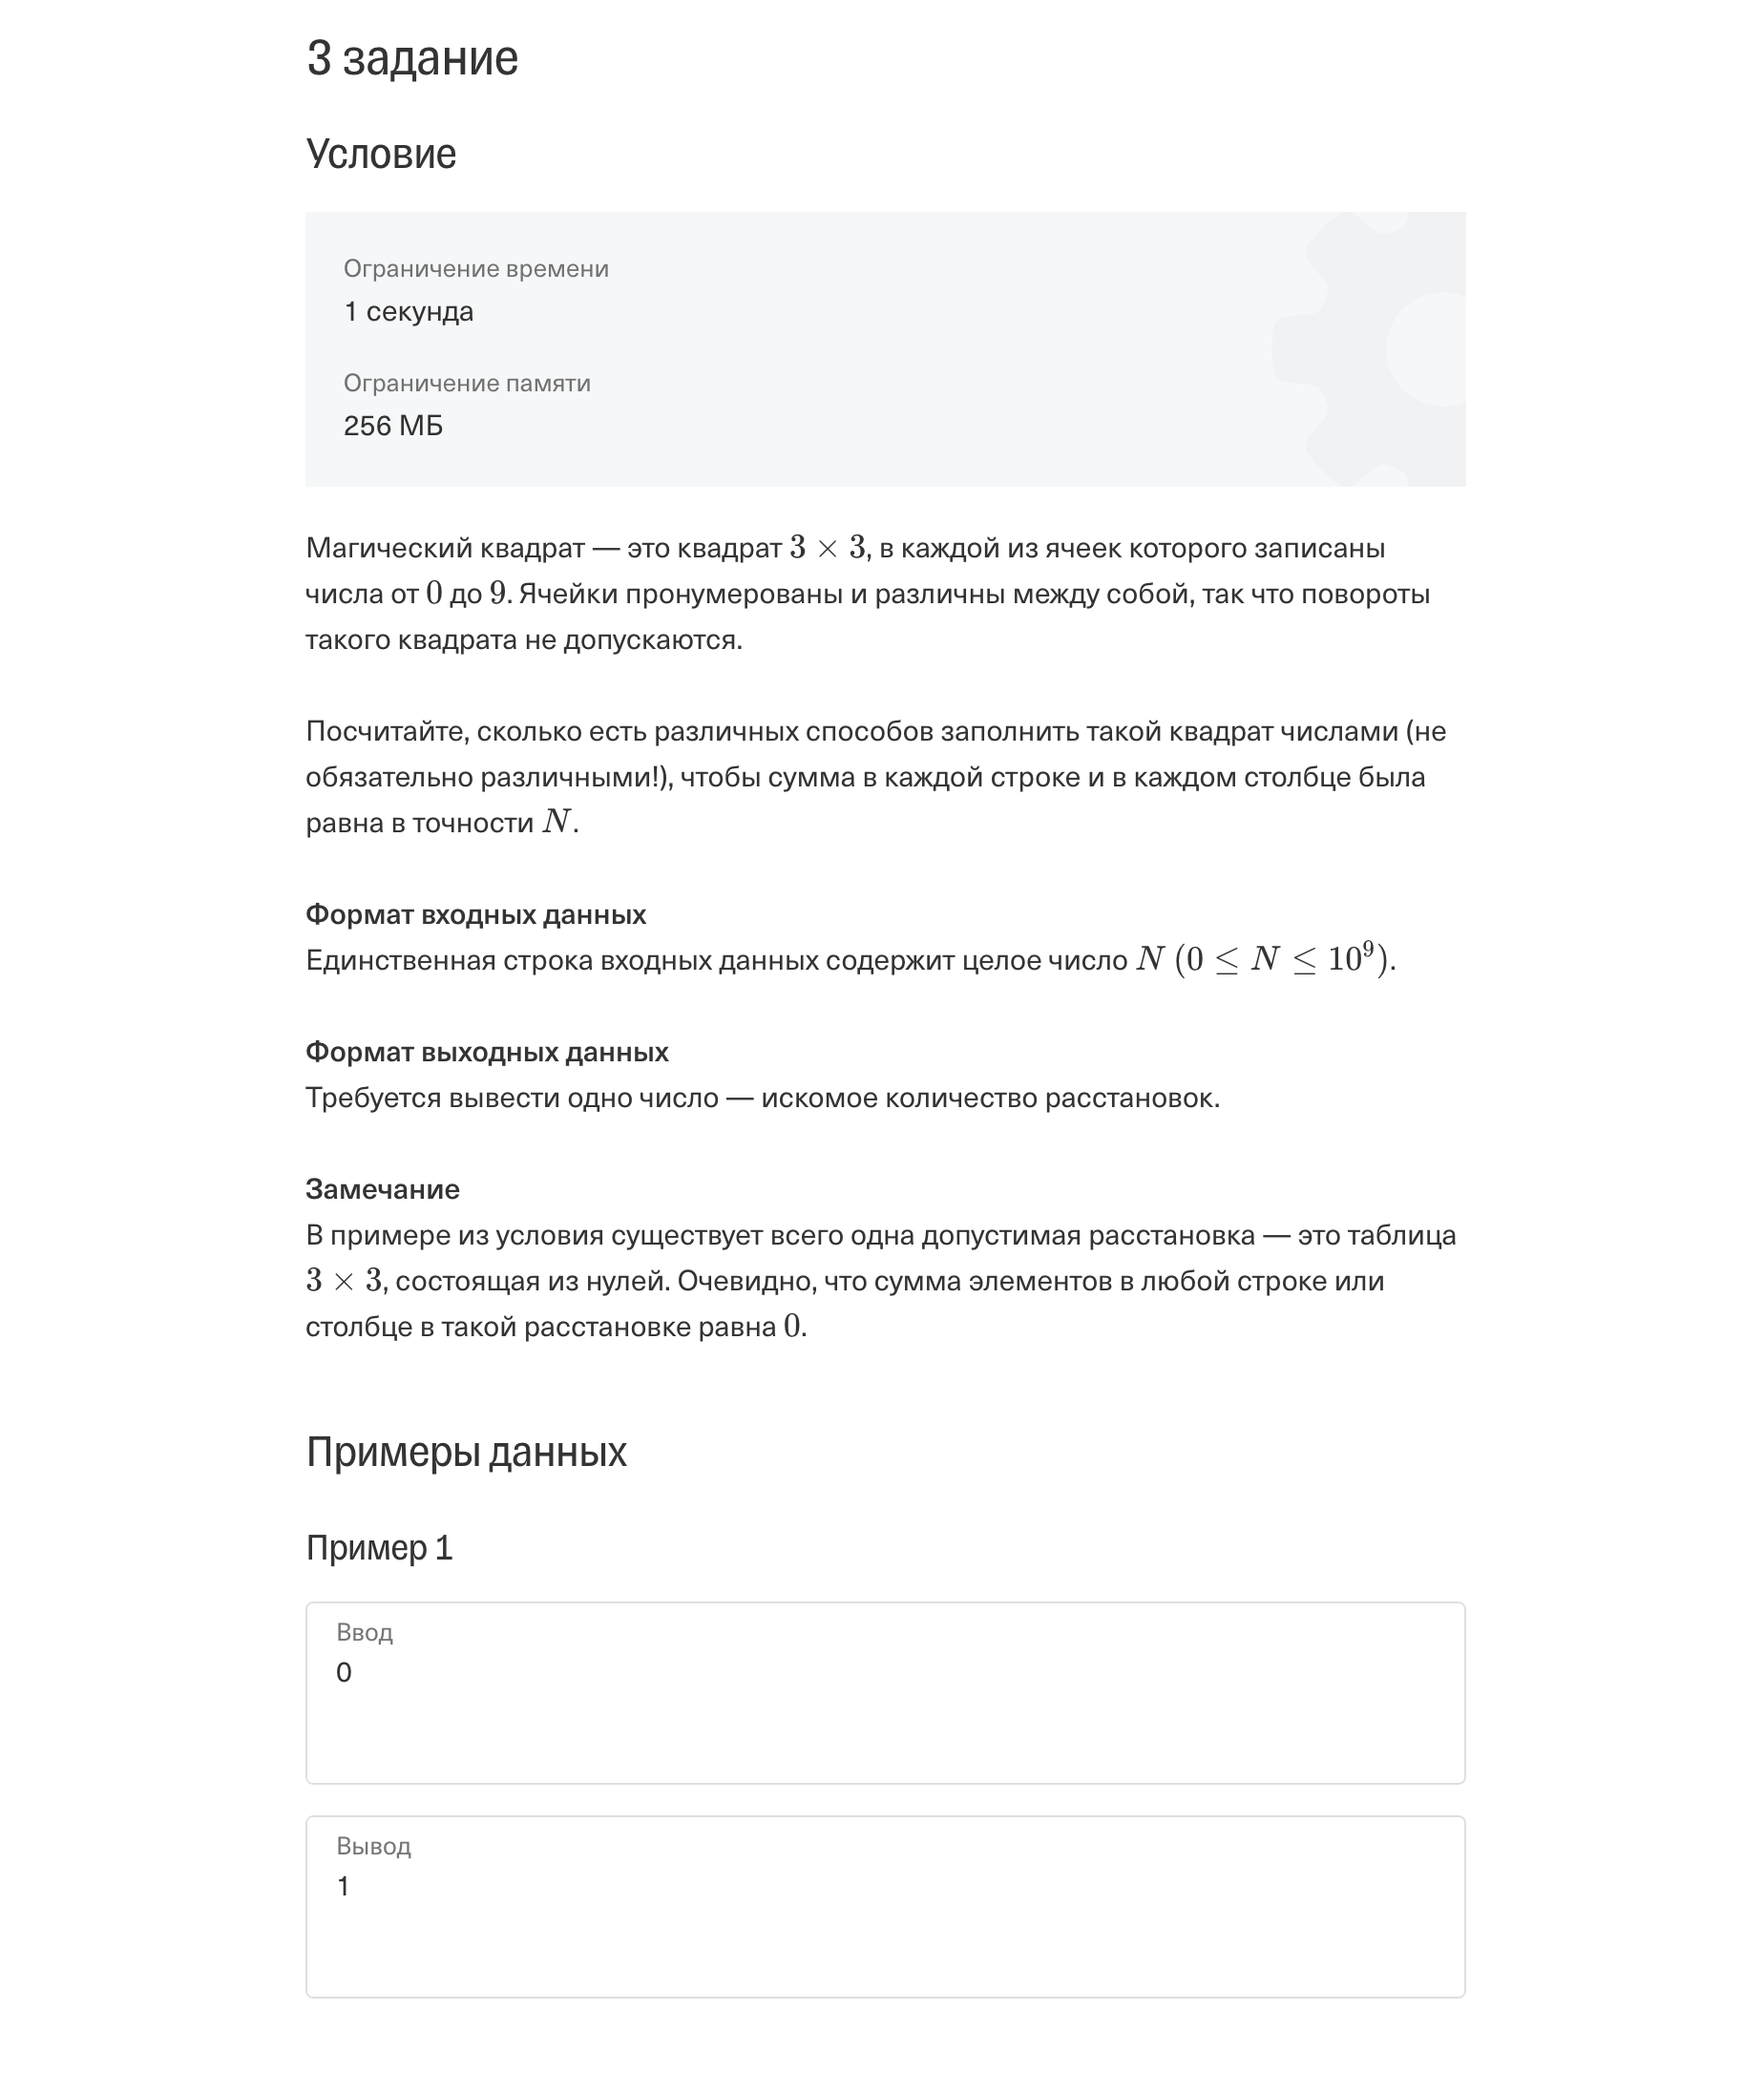 3 задание
Условие
Ограничение времени
1 секунда
Ограничение памяти
256 МБ
Магический квадрат — это квадрат 3 × 3, в каждой из ячеек которого записаны
числа от 0 до 9. Ячейки пронумерованы и различны между собой, так что повороты
такого квадрата не допускаются.
Посчитайте, сколько есть различных способов заполнить такой квадрат числами (не
обязательно различными!), чтобы сумма в каждой строке и в каждом столбце была
равна в точности N.
Формат входных данных
Единственная строка входных данных содержит целое число N (0 ≤ N ≤ 10⁹).
Формат выходных данных
Требуется вывести одно число — искомое количество расстановок.
Замечание
В примере из условия существует всего одна допустимая расстановка — это таблица
3 × 3, состоящая из нулей. Очевидно, что сумма элементов в любой строке или
столбце в такой расстановке равна 0.
Примеры данных
Пример 1
Ввод
0
Вывод
1